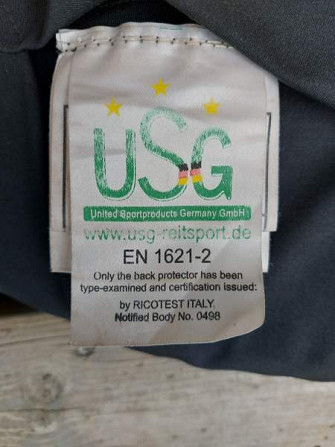 USG
United Sportproducts Germany GmbH
www.usg-reitsport.de
EN 1621-2
Only the back protector has been
type-examined and certification issued:
by RICOTEST ITALY.
Notified Body No. 0498